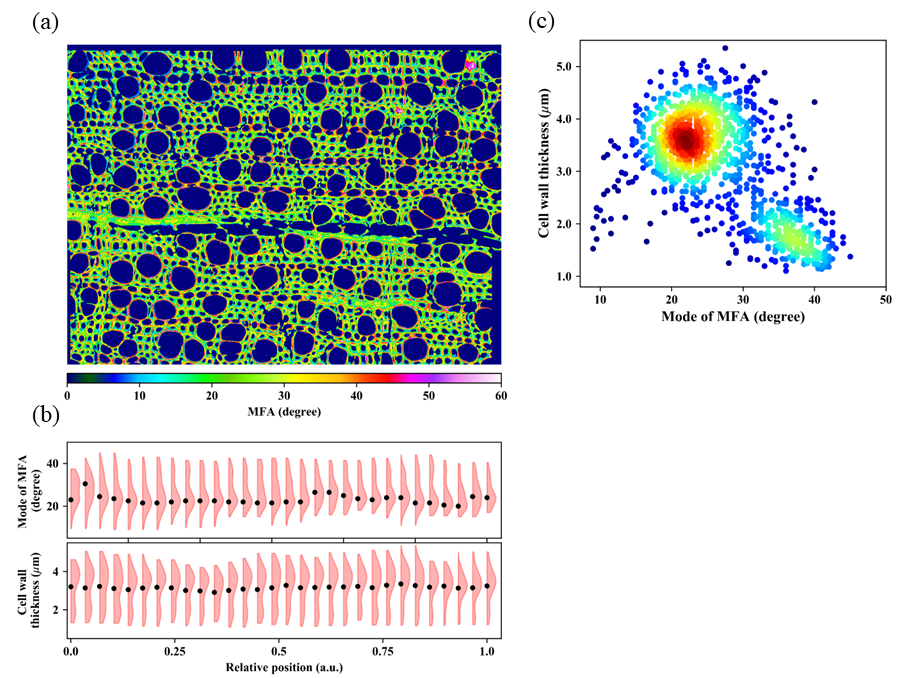 (a)
0 10 20 30 40 50 60
MFA (degree)
(b)
Mode of MFA
(degree)
40
20
Cell wall
thickness (μm)
4
2
0.0 0.25 0.5 0.75 1.0
Relative position (a.u.)
(c)
Cell wall thickness (μm)
5.0
4.0
3.0
2.0
1.0
10 20 30 40 50
Mode of MFA (degree)